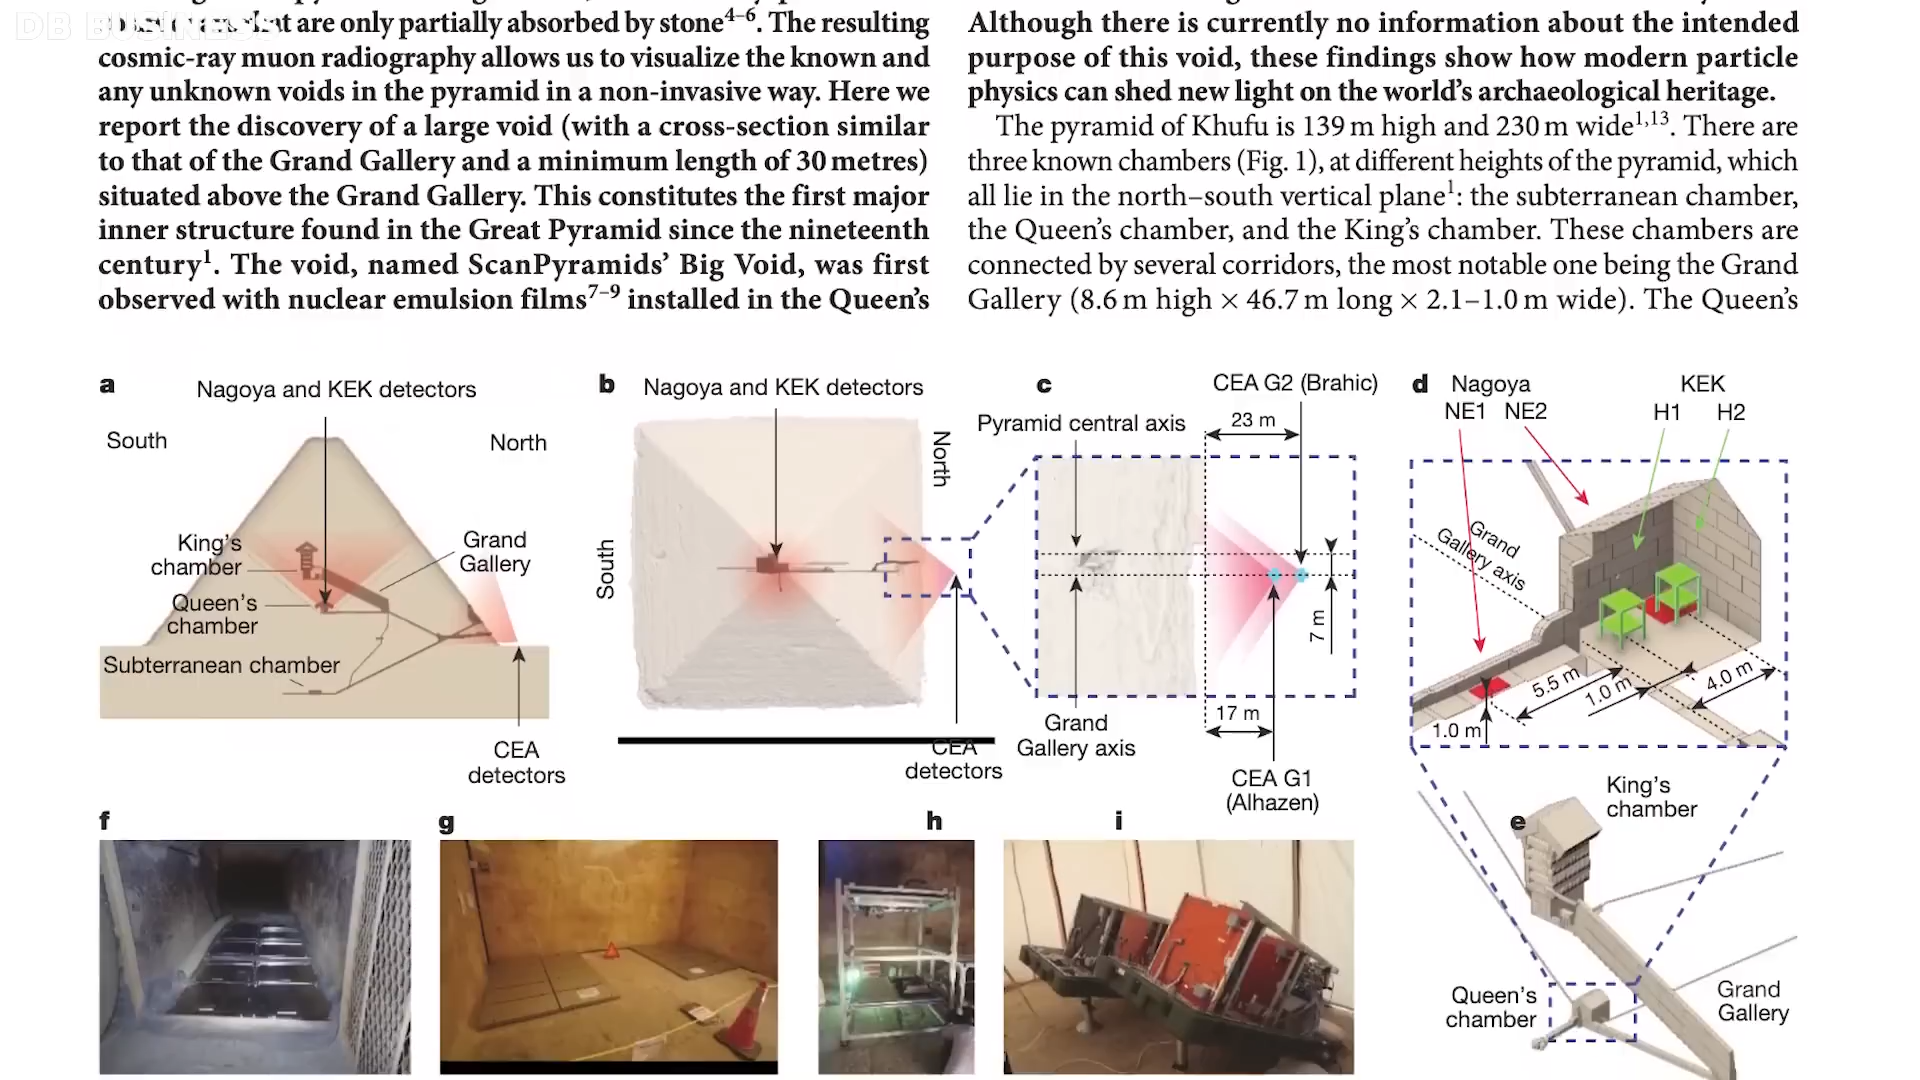 DB BUSINESS
that are only partially absorbed by stone4–6. The resulting
cosmic-ray muon radiography allows us to visualize the known and
any unknown voids in the pyramid in a non-invasive way. Here we
report the discovery of a large void (with a cross-section similar
to that of the Grand Gallery and a minimum length of 30 metres)
situated above the Grand Gallery. This constitutes the first major
inner structure found in the Great Pyramid since the nineteenth
century1. The void, named ScanPyramids’ Big Void, was first
observed with nuclear emulsion films7–9 installed in the Queen’s
Although there is currently no information about the intended
purpose of this void, these findings show how modern particle
physics can shed new light on the world’s archaeological heritage.
The pyramid of Khufu is 139 m high and 230 m wide1,13. There are
three known chambers (Fig. 1), at different heights of the pyramid, which
all lie in the north–south vertical plane1: the subterranean chamber,
the Queen’s chamber, and the King’s chamber. These chambers are
connected by several corridors, the most notable one being the Grand
Gallery (8.6 m high × 46.7 m long × 2.1–1.0 m wide). The Queen’s
a
Nagoya and KEK detectors
South
North
King’s
chamber
Grand
Gallery
Queen’s
chamber
Subterranean chamber
CEA
detectors
b
Nagoya and KEK detectors
North
South
CEA
detectors
c
CEA G2 (Brahic)
Pyramid central axis
23 m
7 m
17 m
Grand
Gallery axis
CEA G1
(Alhazen)
d
Nagoya
KEK
NE1 NE2
H1 H2
Grand
Gallery axis
5.5 m
1.0 m
4.0 m
1.0 m
e
King’s
chamber
Queen’s
chamber
Grand
Gallery
f
g
h
i